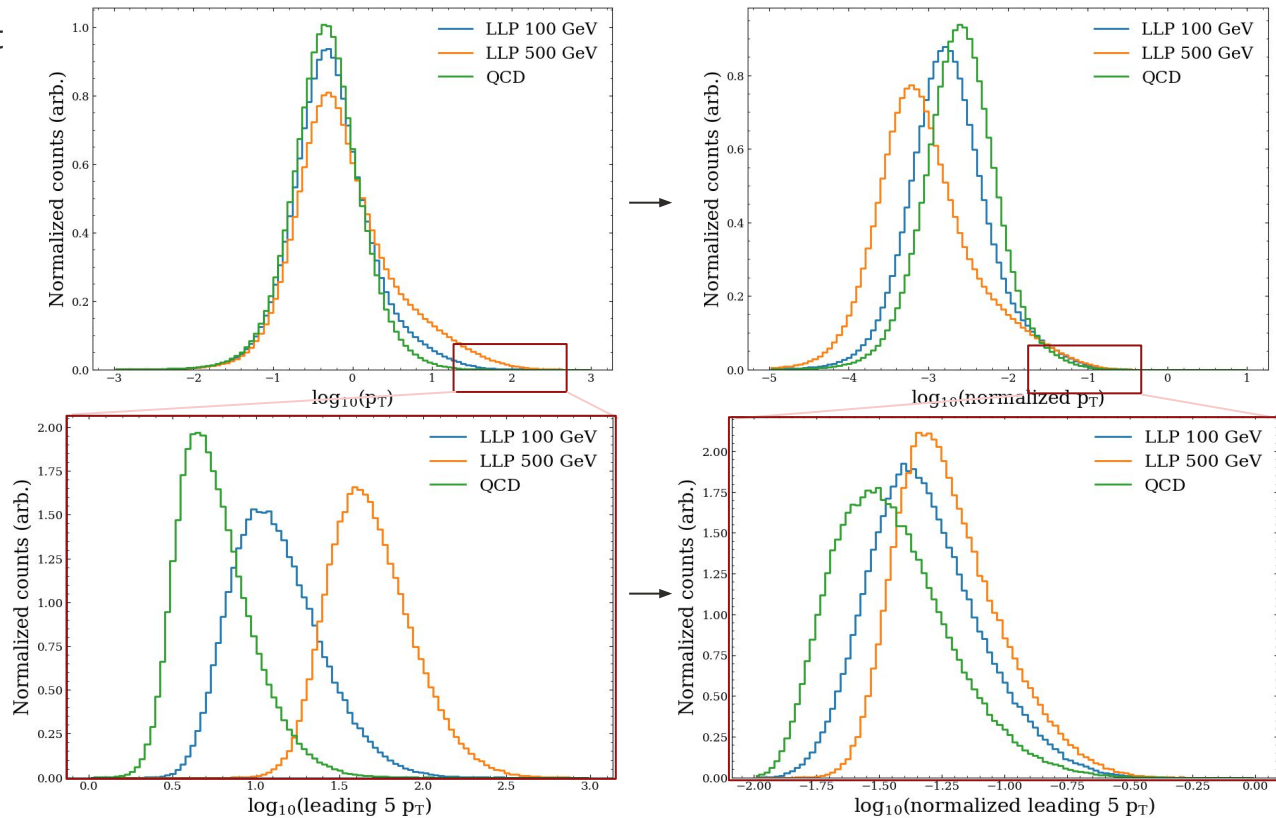 LLP 100 GeV
LLP 500 GeV
QCD
Normalized counts (arb.)
1.0
0.8
0.6
0.4
0.2
0.0
−3 −2 −1 0 1 2 3
log10(pT)
LLP 100 GeV
LLP 500 GeV
QCD
Normalized counts (arb.)
0.8
0.6
0.4
0.2
0.0
−5 −4 −3 −2 −1 0 1
log10(normalized pT)
LLP 100 GeV
LLP 500 GeV
QCD
Normalized counts (arb.)
2.00
1.75
1.50
1.25
1.00
0.75
0.50
0.25
0.00
0.0 0.5 1.0 1.5 2.0 2.5 3.0
log10(leading 5 pT)
LLP 100 GeV
LLP 500 GeV
QCD
Normalized counts (arb.)
2.00
1.75
1.50
1.25
1.00
0.75
0.50
0.25
0.00
−2.00 −1.75 −1.50 −1.25 −1.00 −0.75 −0.50 −0.25 0.00
log10(normalized leading 5 pT)